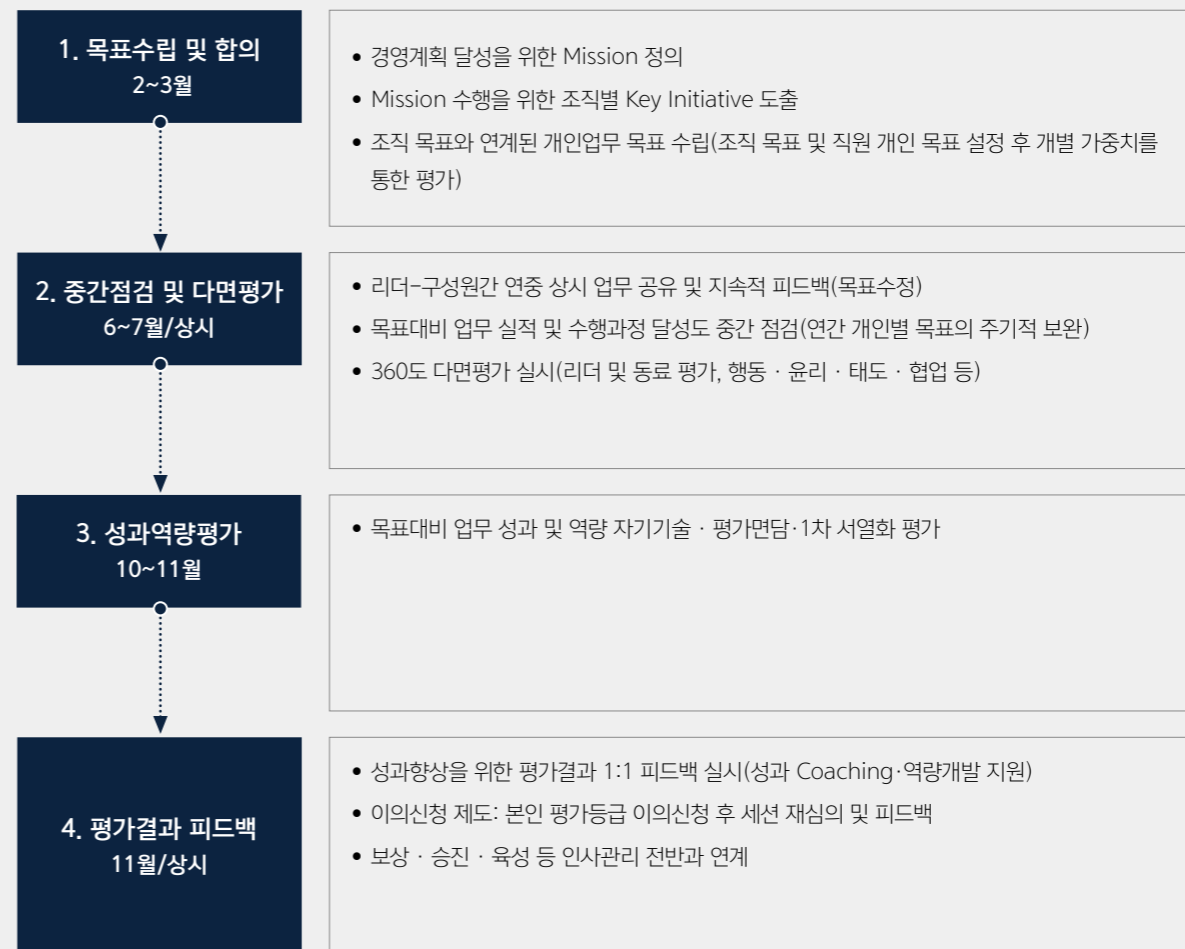 1. 목표수립 및 합의
2~3월
• 경영계획 달성을 위한 Mission 정의
• Mission 수행을 위한 조직별 Key Initiative 도출
• 조직 목표와 연계된 개인업무 목표 수립(조직 목표 및 직원 개인 목표 설정 후 개별 가중치를
통한 평가)
2. 중간점검 및 다면평가
6~7월/상시
• 리더-구성원간 연중 상시 업무 공유 및 지속적 피드백(목표수정)
• 목표대비 업무 실적 및 수행과정 달성도 중간 점검(연간 개인별 목표의 주기적 보완)
• 360도 다면평가 실시(리더 및 동료 평가, 행동 · 윤리 · 태도 · 협업 등)
3. 성과역량평가
10~11월
• 목표대비 업무 성과 및 역량 자기기술 · 평가면담·1차 서열화 평가
4. 평가결과 피드백
11월/상시
• 성과향상을 위한 평가결과 1:1 피드백 실시(성과 Coaching·역량개발 지원)
• 이의신청 제도: 본인 평가등급 이의신청 후 세션 재심의 및 피드백
• 보상 · 승진 · 육성 등 인사관리 전반과 연계